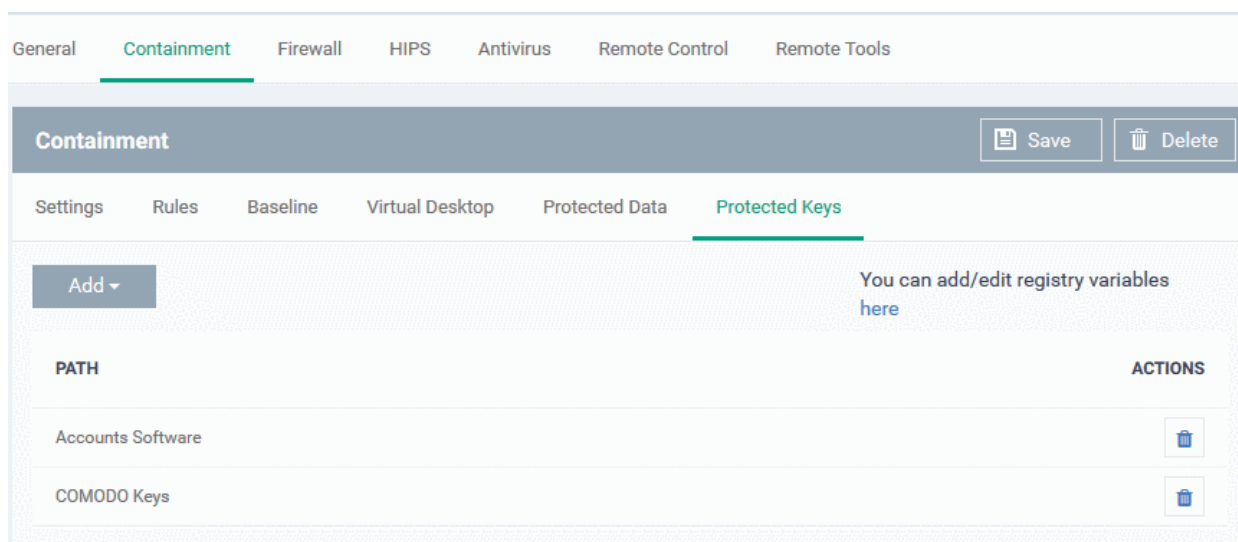 General Containment Firewall HIPS Antivirus Remote Control Remote Tools
Containment Save Delete
Settings Rules Baseline Virtual Desktop Protected Data Protected Keys
Add You can add/edit registry variables
here
PATH ACTIONS
Accounts Software
COMODO Keys